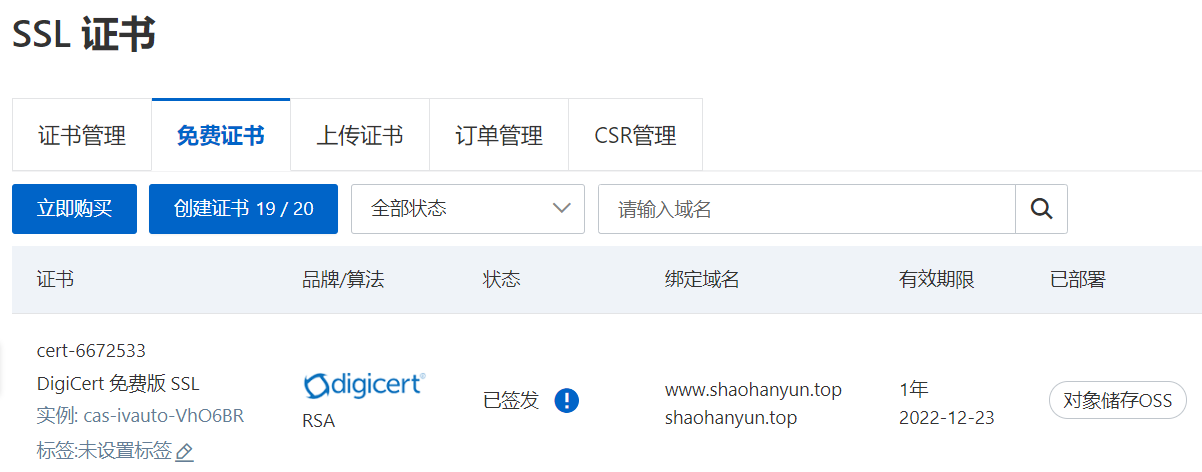 SSL 证书
证书管理 免费证书 上传证书 订单管理 CSR管理
立即购买 创建证书 19 / 20 全部状态 请输入域名
证书 品牌/算法 状态 绑定域名 有效期限 已部署
cert-6672533
DigiCert 免费版 SSL
实例: cas-ivauto-VhO6BR
标签:未设置标签
digicert®
RSA
已签发
www.shaohanyun.top
shaohanyun.top
1年
2022-12-23
对象储存OSS